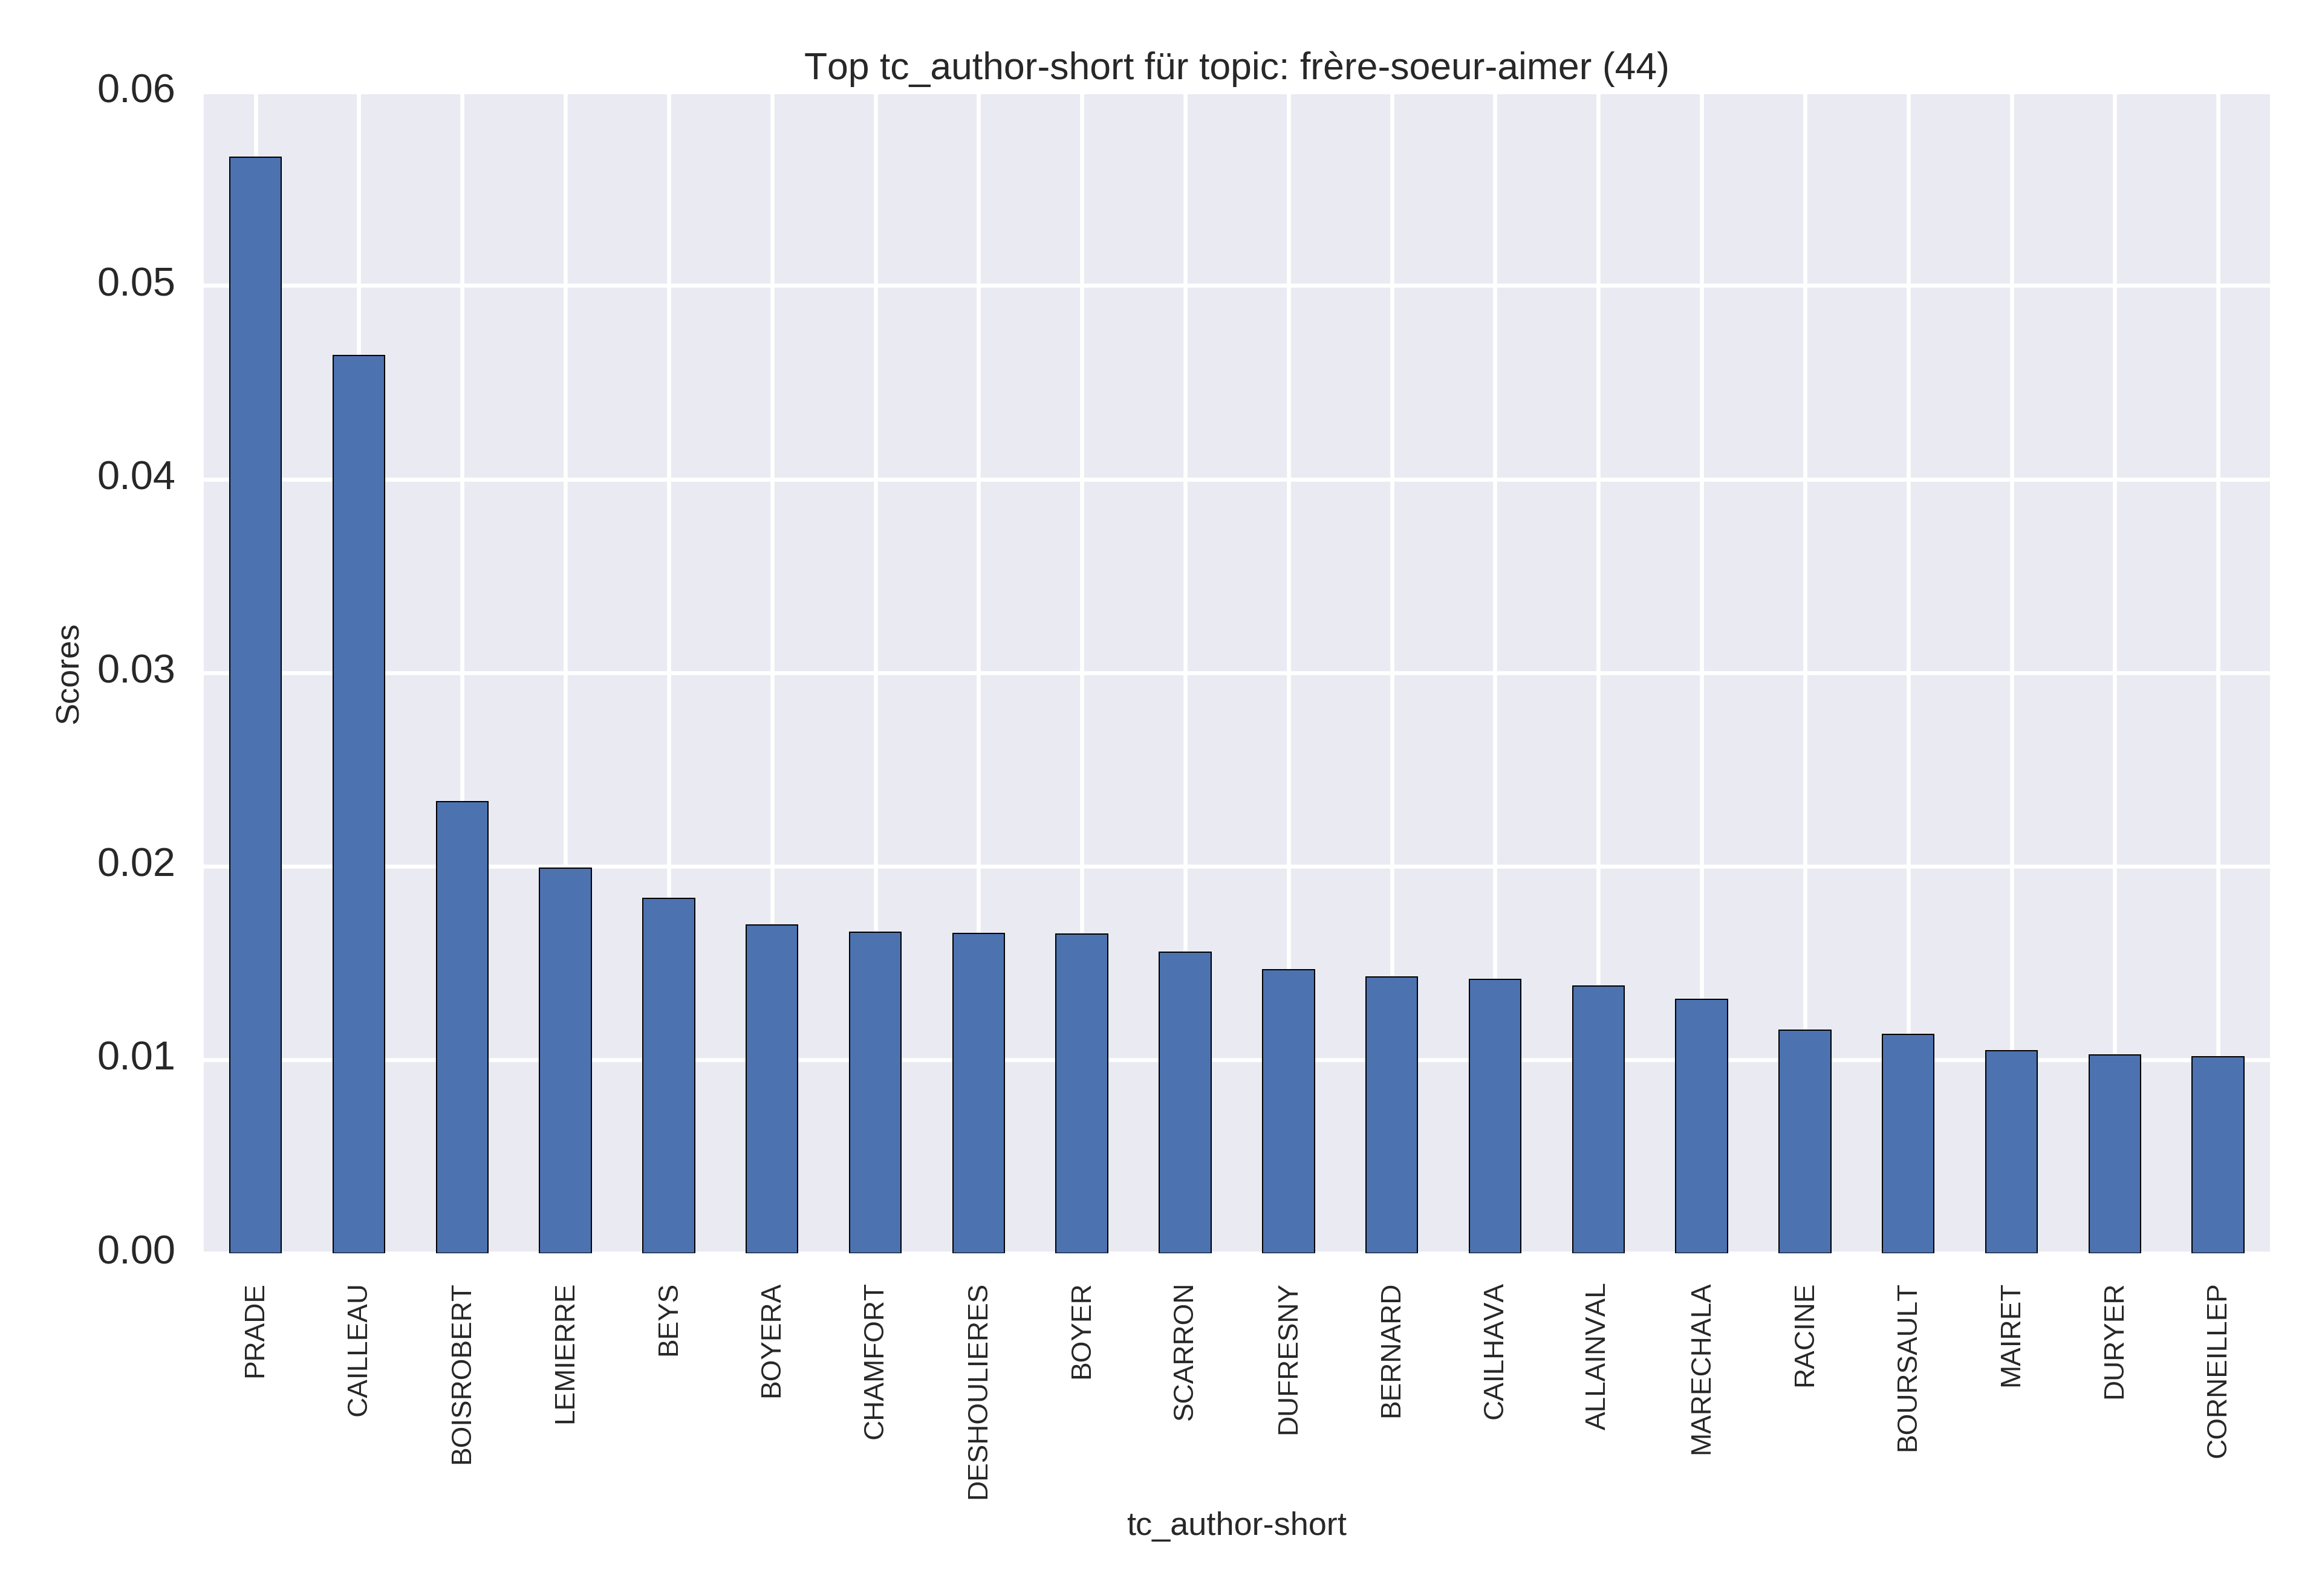 Top tc_author-short für topic: frère-soeur-aimer (44)
0.06
0.05
0.04
0.03
0.02
0.01
0.00
Scores
PRADE
CAILLEAU
BOISROBERT
LEMIERRE
BEYS
BOYERA
CHAMFORT
DESHOULIERES
BOYER
SCARRON
DUFRESNY
BERNARD
CAILHAVA
ALLAINVAL
MARECHALA
RACINE
BOURSAULT
MAIRET
DURYER
CORNEILLEP
tc_author-short